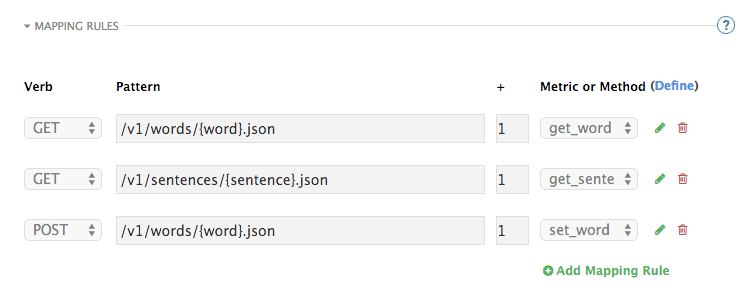 MAPPING RULES ?
Verb Pattern + Metric or Method (Define)
GET /v1/words/{word}.json 1 get_word
GET /v1/sentences/{sentence}.json 1 get_sente
POST /v1/words/{word}.json 1 set_word
Add Mapping Rule